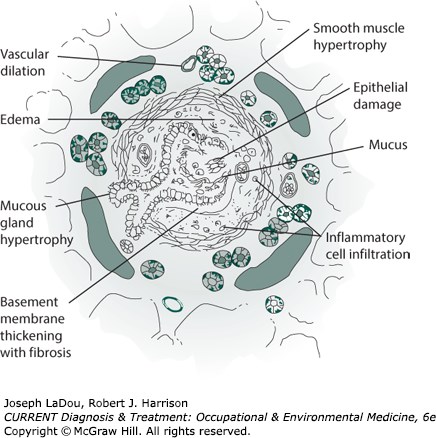 Smooth muscle
hypertrophy
Vascular
dilation
Epithelial
damage
Edema
Mucus
Mucous
gland
hypertrophy
Inflammatory
cell infiltration
Basement
membrane
thickening
with fibrosis
Joseph LaDou, Robert J. Harrison
CURRENT Diagnosis & Treatment: Occupational & Environmental Medicine, 6e
Copyright © McGraw Hill. All rights reserved.